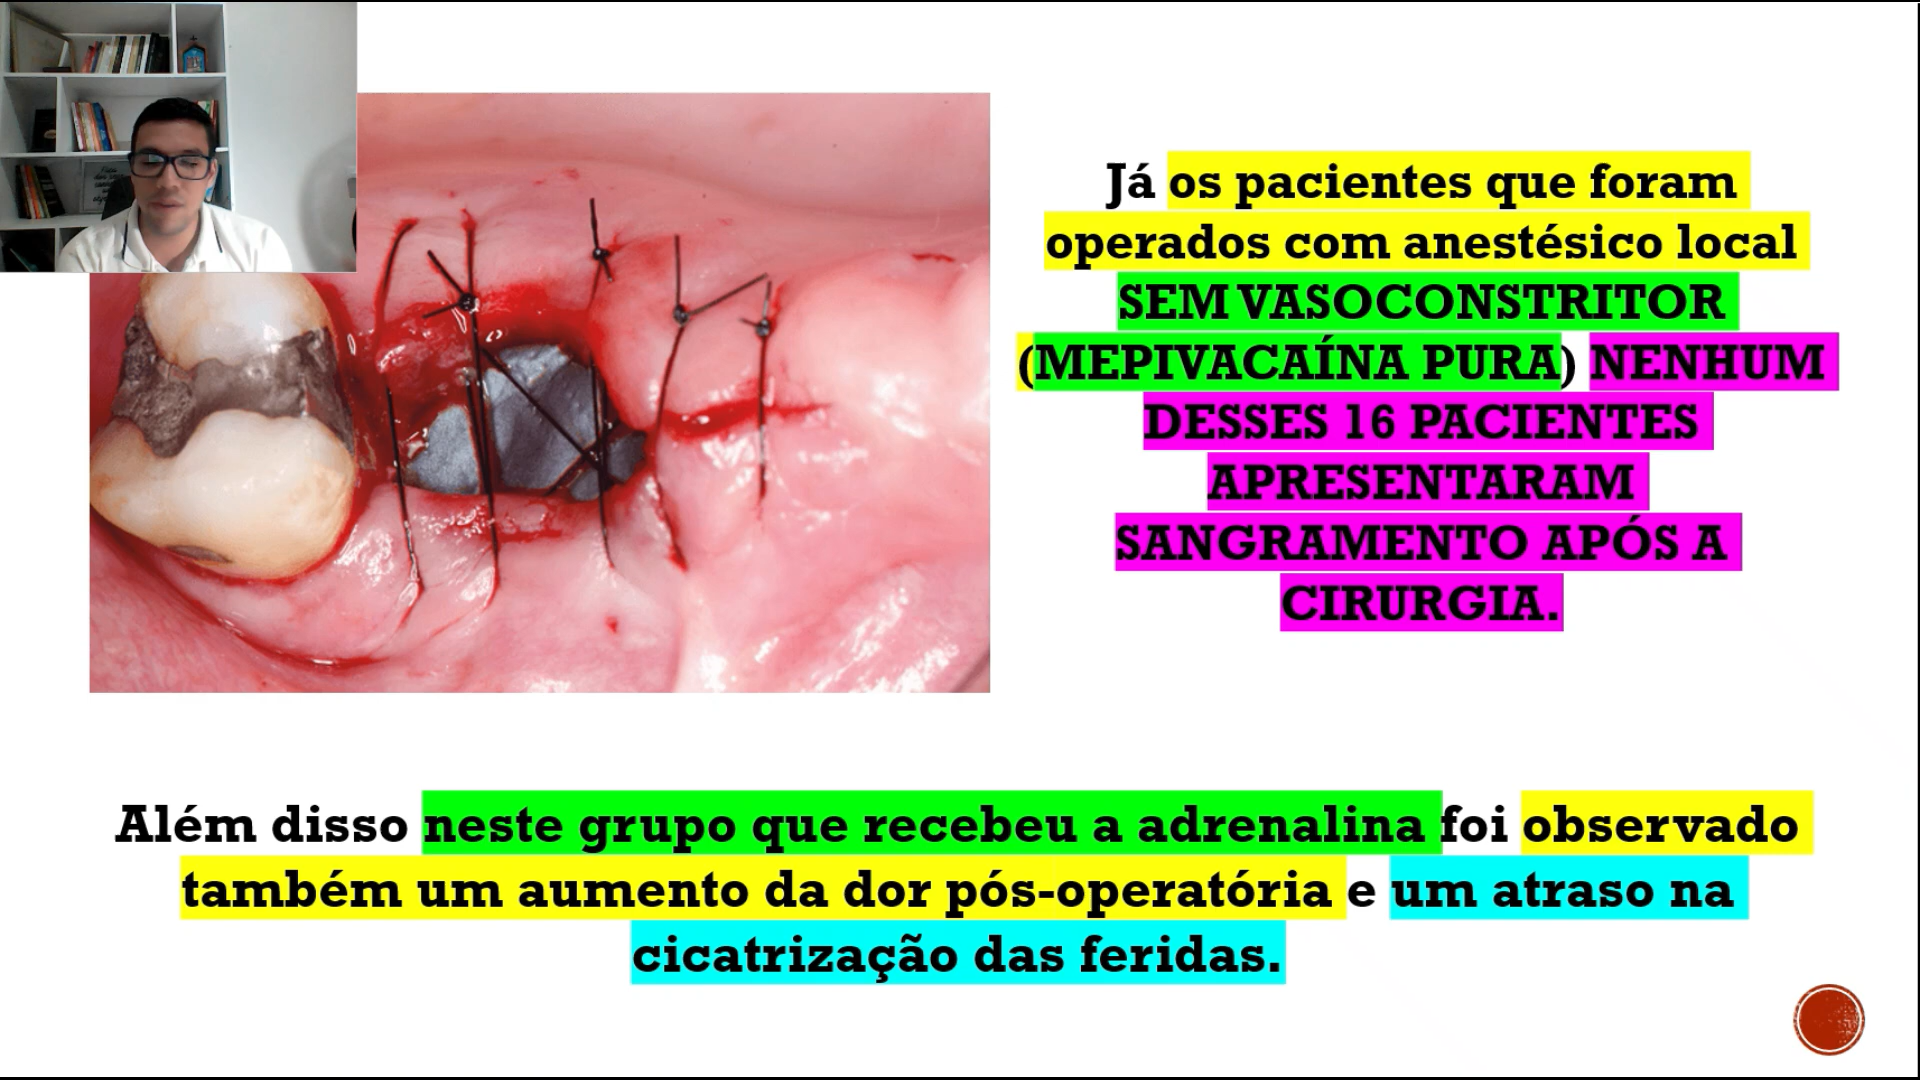 Já os pacientes que foram
operados com anestésico local
SEM VASOCONSTRITOR
(MEPIVACAÍNA PURA) NENHUM
DESSES 16 PACIENTES
APRESENTARAM
SANGRAMENTO APÓS A
CIRURGIA.
Além disso neste grupo que recebeu a adrenalina foi observado
também um aumento da dor pós-operatória e um atraso na
cicatrização das feridas.